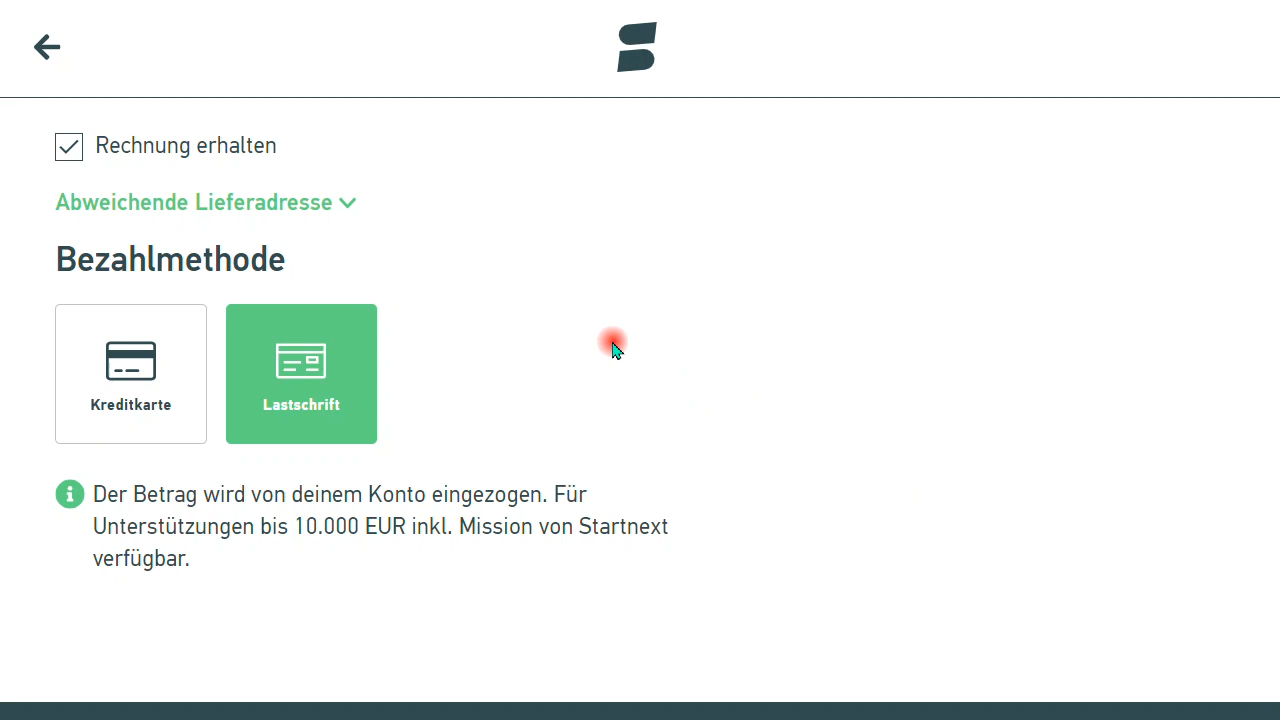 Rechnung erhalten
Abweichende Lieferadresse
Bezahlmethode
Kreditkarte
Lastschrift
Der Betrag wird von deinem Konto eingezogen. Für
Unterstützungen bis 10.000 EUR inkl. Mission von Startnext
verfügbar.